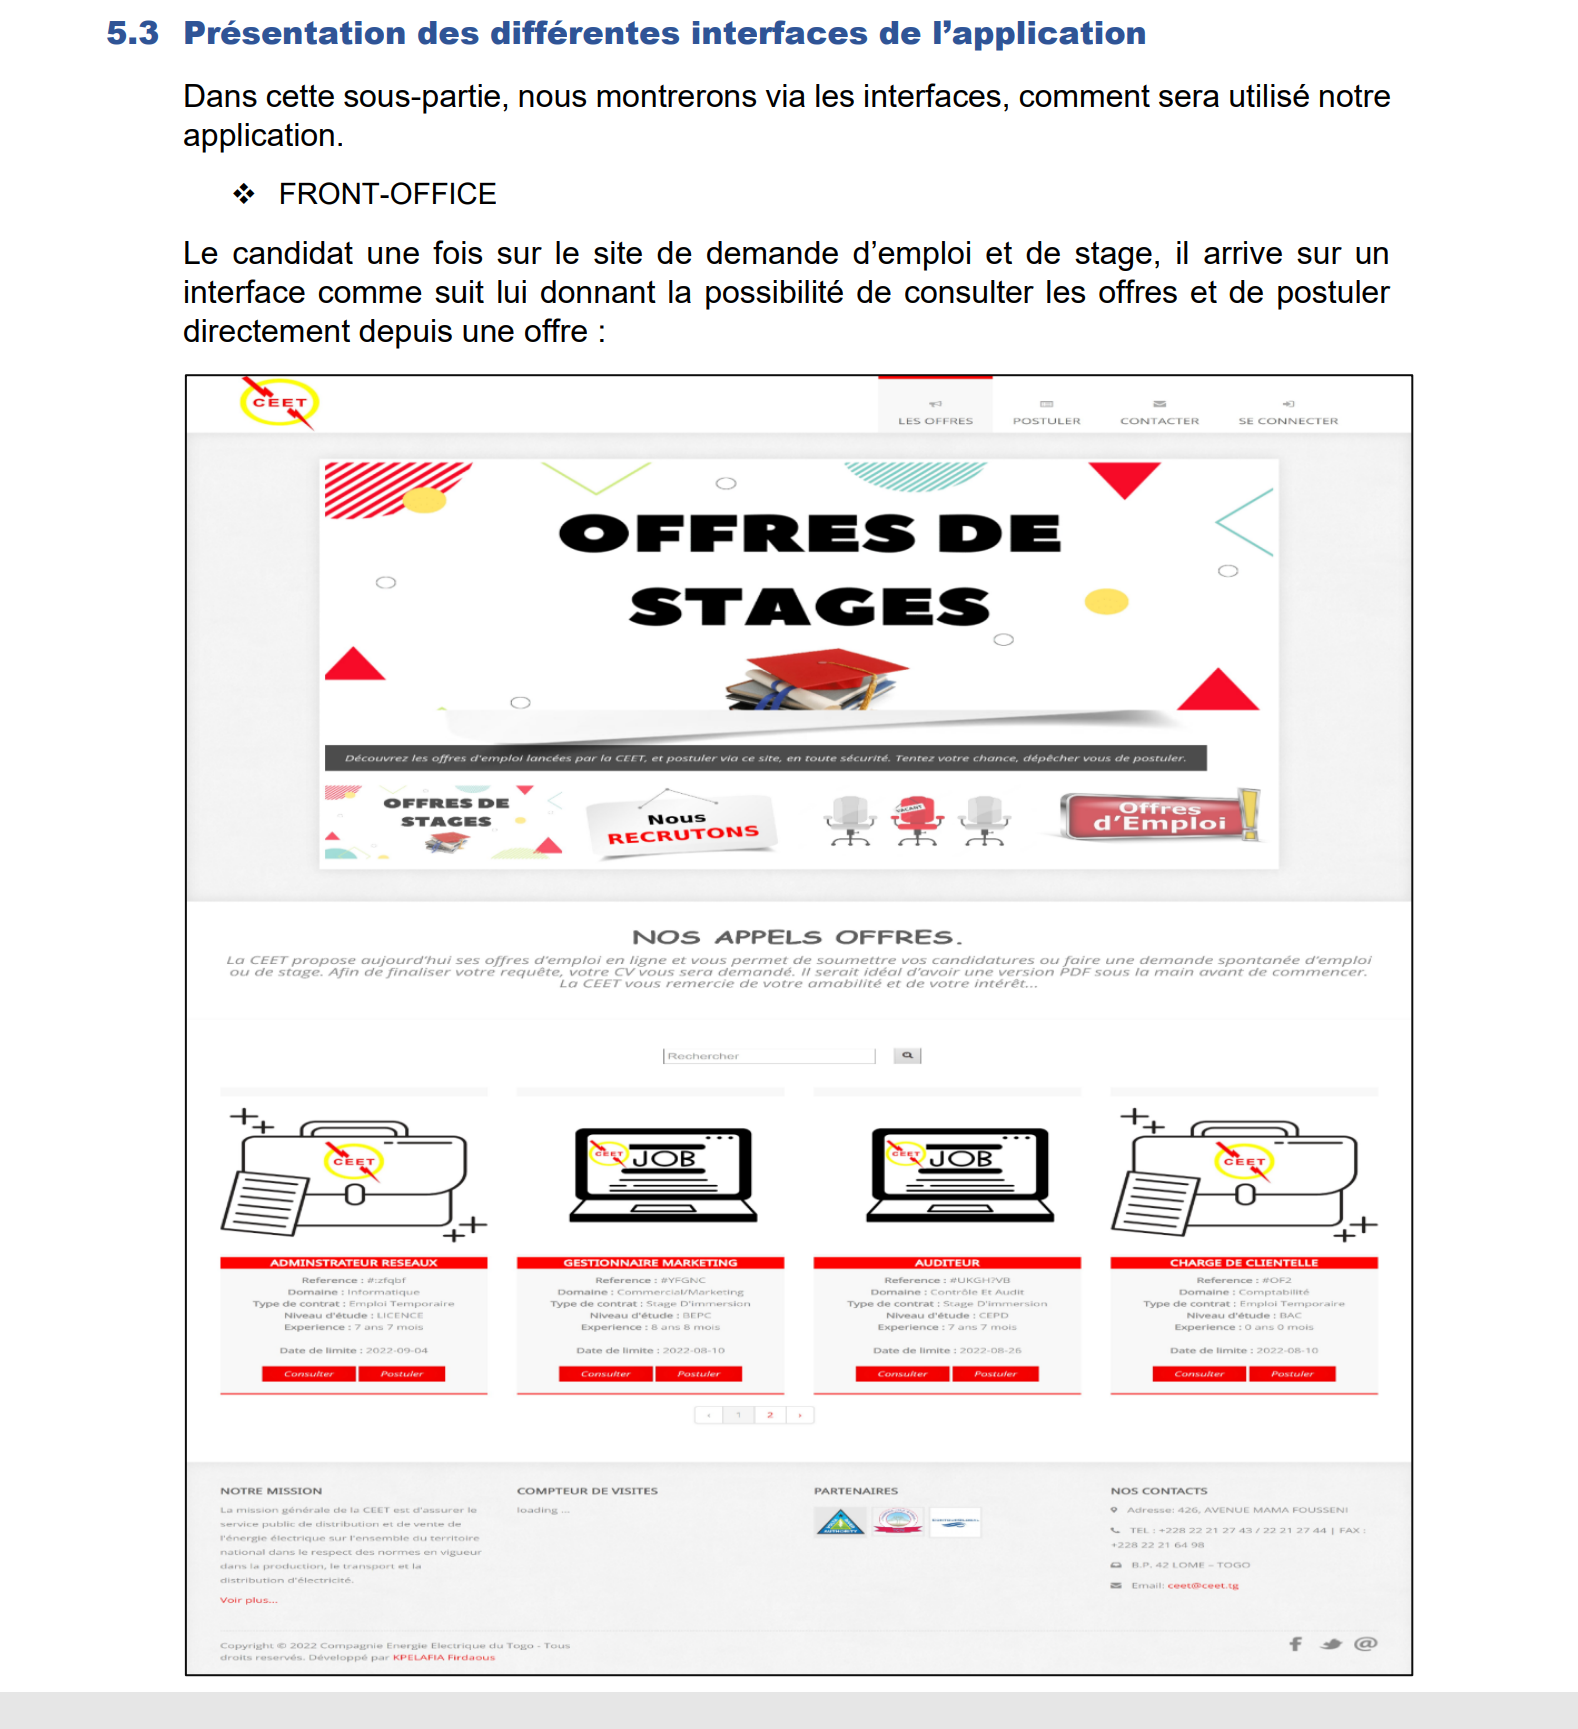 5.3 Présentation des différentes interfaces de l’application
Dans cette sous-partie, nous montrerons via les interfaces, comment sera utilisé notre
application.
❖ FRONT-OFFICE
Le candidat une fois sur le site de demande d’emploi et de stage, il arrive sur un
interface comme suit lui donnant la possibilité de consulter les offres et de postuler
directement depuis une offre :
CEET
LES OFFRES POSTULER CONTACTER SE CONNECTER
OFFRES DE
STAGES
Découvrez les offres d'emploi lancées par la CEET, et postuler via ce site, en toute sécurité. Tentez votre chance, dépêcher vous de postuler.
OFFRES DE
STAGES
Nous
RECRUTONS
VACANT
Offres
d'Emploi
NOS APPELS OFFRES.
La CEET propose aujourd'hui ses offres d'emploi en ligne et vous permet de soumettre vos candidatures ou faire une demande spontanée d'emploi
ou de stage. Afin de finaliser votre requête, votre CV vous sera demandé. Il serait idéal d'avoir une version PDF sous la main avant de commencer.
La CEET vous remercie de votre amabilité et de votre intérêt...
Rechercher
CEET
ADMINSTRATEUR RESEAUX
Reference : #:zfqbf
Domaine : Informatique
Type de contrat : Emploi Temporaire
Niveau d'étude : LICENCE
Experience : 7 ans 7 mois
Date de limite : 2022-09-04
Consulter Postuler
CEET JOB
GESTIONNAIRE MARKETING
Reference : #YFGNC
Domaine : Commercial/Marketing
Type de contrat : Stage D'immersion
Niveau d'étude : BEPC
Experience : 8 ans 8 mois
Date de limite : 2022-08-10
Consulter Postuler
CEET JOB
AUDITEUR
Reference : #UKGH7VB
Domaine : Contrôle Et Audit
Type de contrat : Stage D'immersion
Niveau d'étude : CEPD
Experience : 7 ans 7 mois
Date de limite : 2022-08-26
Consulter Postuler
CEET
CHARGE DE CLIENTELLE
Reference : #OF2
Domaine : Comptabilité
Type de contrat : Emploi Temporaire
Niveau d'étude : BAC
Experience : 0 ans 0 mois
Date de limite : 2022-08-10
Consulter Postuler
‹ 1 2 ›
NOTRE MISSION
La mission générale de la CEET est d'assurer le
service public de distribution et de vente de
l'énergie électrique sur l'ensemble du territoire
national dans le respect des normes en vigueur
dans la production, le transport et la
distribution d'électricité.
Voir plus...
COMPTEUR DE VISITES
loading ...
PARTENAIRES
NOS CONTACTS
Adresse: 426, AVENUE MAMA FOUSSENI
TEL : +228 22 21 27 43 / 22 21 27 44 | FAX :
+228 22 21 64 98
B.P. 42 LOME – TOGO
Email: ceet@ceet.tg
Copyright © 2022 Compagnie Energie Electrique du Togo - Tous
droits reservés. Développé par KPELAFIA Firdaous